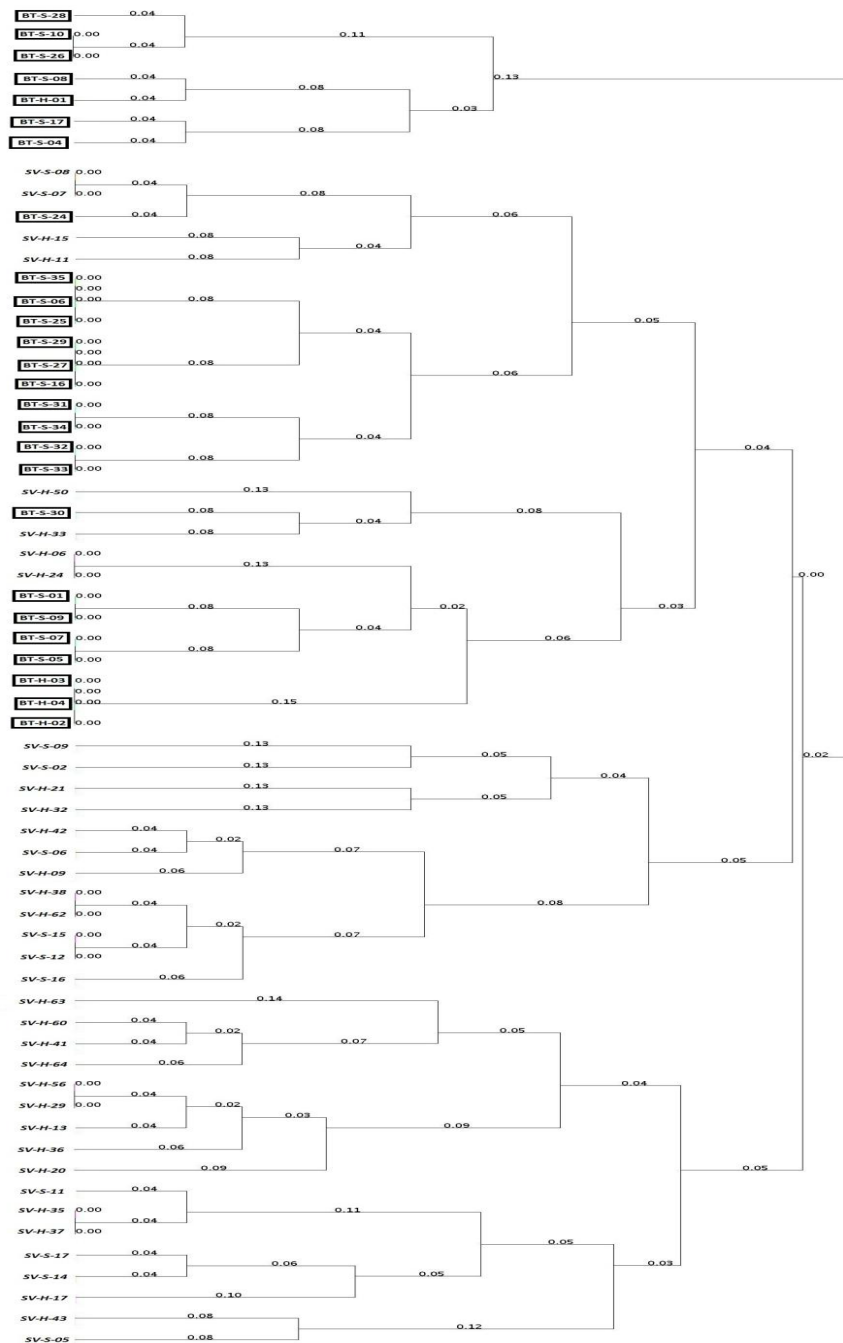 BT-S-28 0.04
BT-S-10 0.00
0.11
0.04
BT-S-26 0.00
BT-S-08 0.04
0.13
0.08
BT-H-01 0.04
0.03
BT-S-17 0.04
0.08
BT-S-04 0.04
SV-S-08 0.00
0.04
SV-S-07 0.00 0.08
BT-S-24 0.04 0.06
SV-H-15 0.08
0.04
SV-H-11 0.08
BT-S-35 0.00
0.00
BT-S-06 0.00 0.08
BT-S-25 0.00 0.05
0.04
BT-S-29 0.00
0.00
BT-S-27 0.00 0.08
0.06
BT-S-16 0.00
BT-S-31 0.00
0.08
BT-S-34 0.00
0.04
BT-S-32 0.00 0.04
0.08
BT-S-33 0.00
SV-H-50 0.13
BT-S-30 0.08 0.08
0.04
SV-H-33 0.08
SV-H-06 0.00
0.13
SV-H-24 0.00 0.00
BT-S-01 0.00
0.08 0.02 0.03
BT-S-09 0.00
0.04
BT-S-07 0.00 0.06
0.08
BT-S-05 0.00
BT-H-03 0.00
0.00
BT-H-04 0.00 0.15
BT-H-02 0.00
SV-S-09 0.13
0.05 0.02
SV-S-02 0.13
0.04
SV-H-21 0.13
0.05
SV-H-32 0.13
SV-H-42 0.04
0.02
SV-S-06 0.04 0.07
0.05
SV-H-09 0.06
SV-H-38 0.00
0.04 0.08
SV-H-62 0.00
0.02
SV-S-15 0.00 0.07
0.04
SV-S-12 0.00
SV-S-16 0.06
SV-H-63 0.14
SV-H-60 0.04
0.02 0.05
SV-H-41 0.04 0.07
SV-H-64 0.06
SV-H-56 0.00 0.04
0.04
SV-H-29 0.00 0.02
0.03
SV-H-13 0.04 0.09
SV-H-36 0.06
SV-H-20 0.09 0.05
SV-S-11 0.04
SV-H-35 0.00 0.11
0.04
SV-H-37 0.00
0.05
SV-S-17 0.04
0.06 0.03
SV-S-14 0.04 0.05
SV-H-17 0.10
SV-H-43 0.08
0.12
SV-S-05 0.08